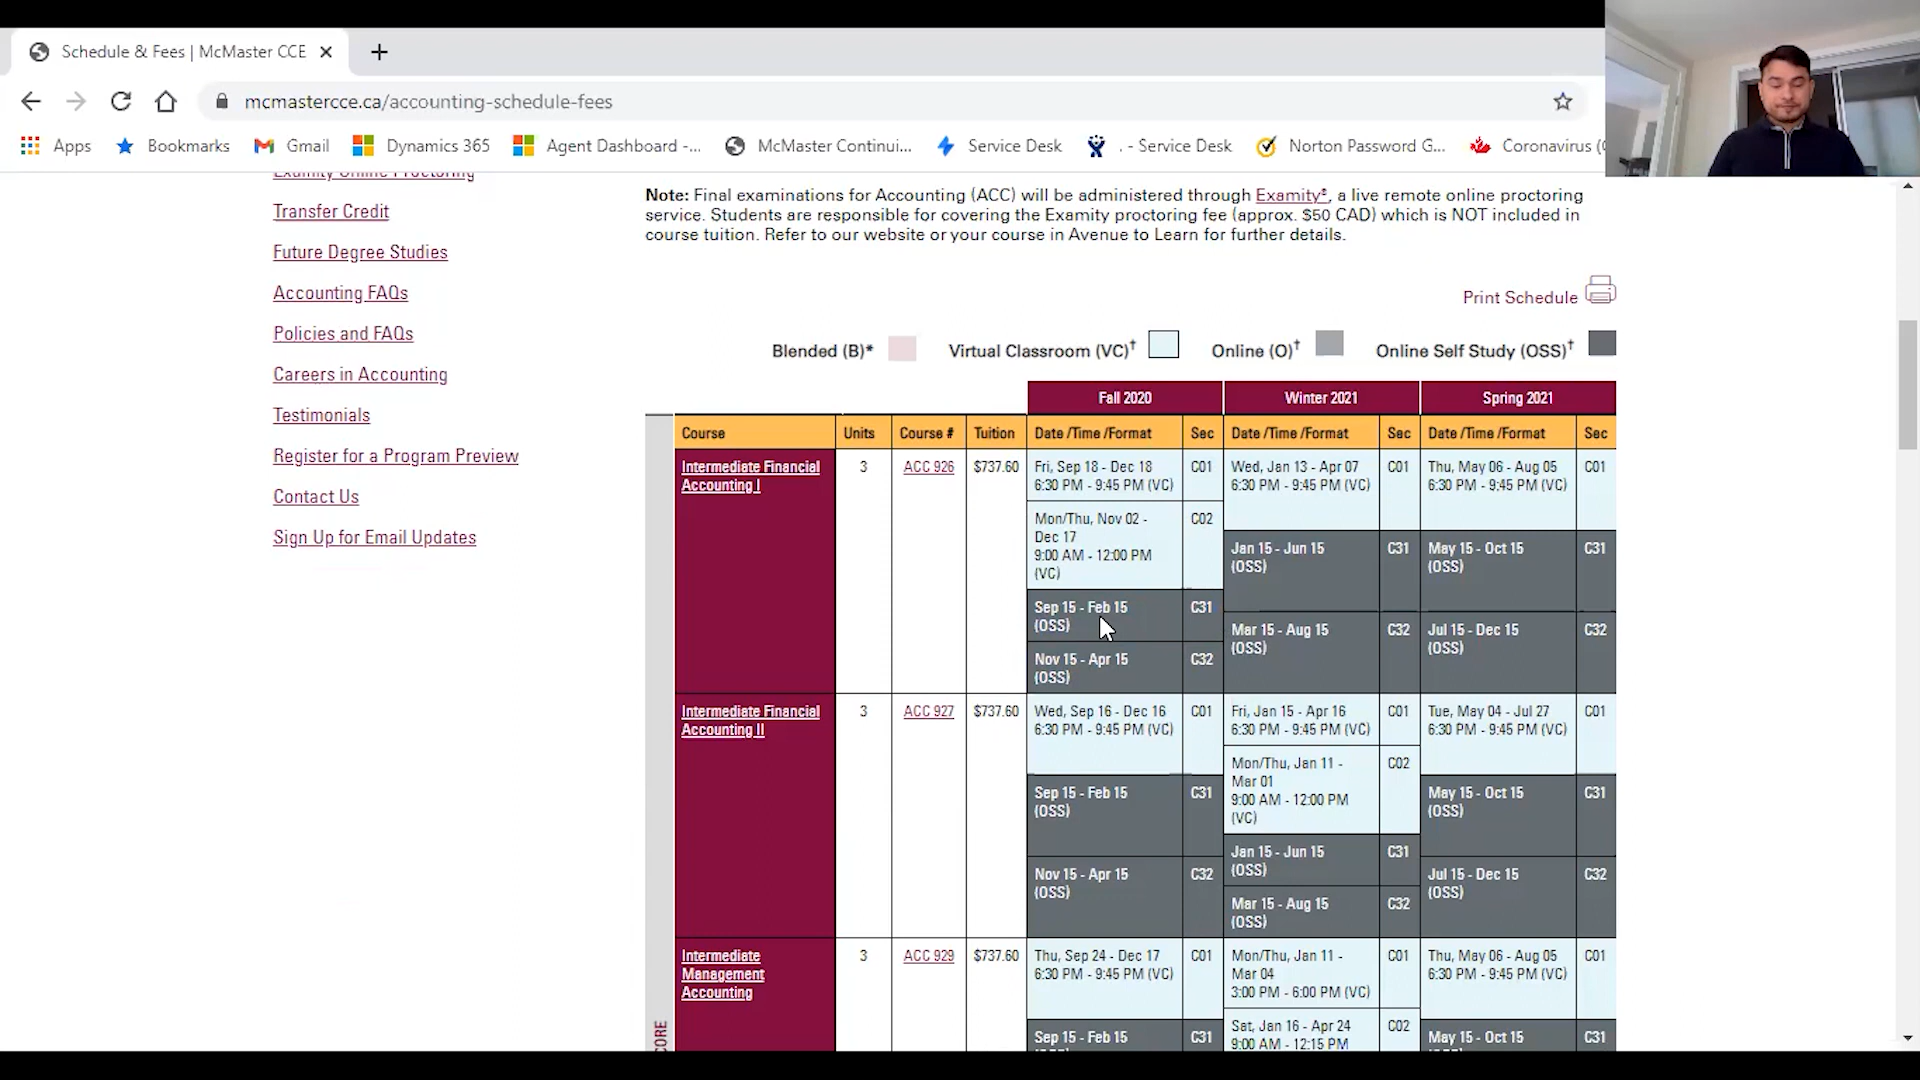 Schedule & Fees | McMaster CCE
mcmastercce.ca/accounting-schedule-fees
Apps Bookmarks Gmail Dynamics 365 Agent Dashboard -... McMaster Continui... Service Desk . - Service Desk Norton Password G... Coronavirus (
Examity Online Proctoring
Transfer Credit
Future Degree Studies
Accounting FAQs
Policies and FAQs
Careers in Accounting
Testimonials
Register for a Program Preview
Contact Us
Sign Up for Email Updates
Note: Final examinations for Accounting (ACC) will be administered through Examity®, a live remote online proctoring
service. Students are responsible for covering the Examity proctoring fee (approx. $50 CAD) which is NOT included in
course tuition. Refer to our website or your course in Avenue to Learn for further details.
Print Schedule
Blended (B)* Virtual Classroom (VC)† Online (O)† Online Self Study (OSS)†
Fall 2020 Winter 2021 Spring 2021
Course Units Course # Tuition Date /Time /Format Sec Date /Time /Format Sec Date /Time /Format Sec
Intermediate Financial
Accounting I
3 ACC 926 $737.60
Fri, Sep 18 - Dec 18 C01
6:30 PM - 9:45 PM (VC)
Mon/Thu, Nov 02 - C02
Dec 17
9:00 AM - 12:00 PM
(VC)
Sep 15 - Feb 15 C31
(OSS)
Nov 15 - Apr 15 C32
(OSS)
Wed, Jan 13 - Apr 07 C01
6:30 PM - 9:45 PM (VC)
Jan 15 - Jun 15 C31
(OSS)
Mar 15 - Aug 15 C32
(OSS)
Thu, May 06 - Aug 05 C01
6:30 PM - 9:45 PM (VC)
May 15 - Oct 15 C31
(OSS)
Jul 15 - Dec 15 C32
(OSS)
Intermediate Financial
Accounting II
3 ACC 927 $737.60
Wed, Sep 16 - Dec 16 C01
6:30 PM - 9:45 PM (VC)
Sep 15 - Feb 15 C31
(OSS)
Nov 15 - Apr 15 C32
(OSS)
Fri, Jan 15 - Apr 16 C01
6:30 PM - 9:45 PM (VC)
Mon/Thu, Jan 11 - C02
Mar 01
9:00 AM - 12:00 PM
(VC)
Jan 15 - Jun 15 C31
(OSS)
Mar 15 - Aug 15 C32
(OSS)
Tue, May 04 - Jul 27 C01
6:30 PM - 9:45 PM (VC)
May 15 - Oct 15 C31
(OSS)
Jul 15 - Dec 15 C32
(OSS)
Intermediate
Management
Accounting
3 ACC 929 $737.60
Thu, Sep 24 - Dec 17 C01
6:30 PM - 9:45 PM (VC)
Sep 15 - Feb 15 C31
Mon/Thu, Jan 11 - C01
Mar 04
3:00 PM - 6:00 PM (VC)
Sat, Jan 16 - Apr 24 C02
9:00 AM - 12:15 PM
Thu, May 06 - Aug 05 C01
6:30 PM - 9:45 PM (VC)
May 15 - Oct 15 C31
CORE